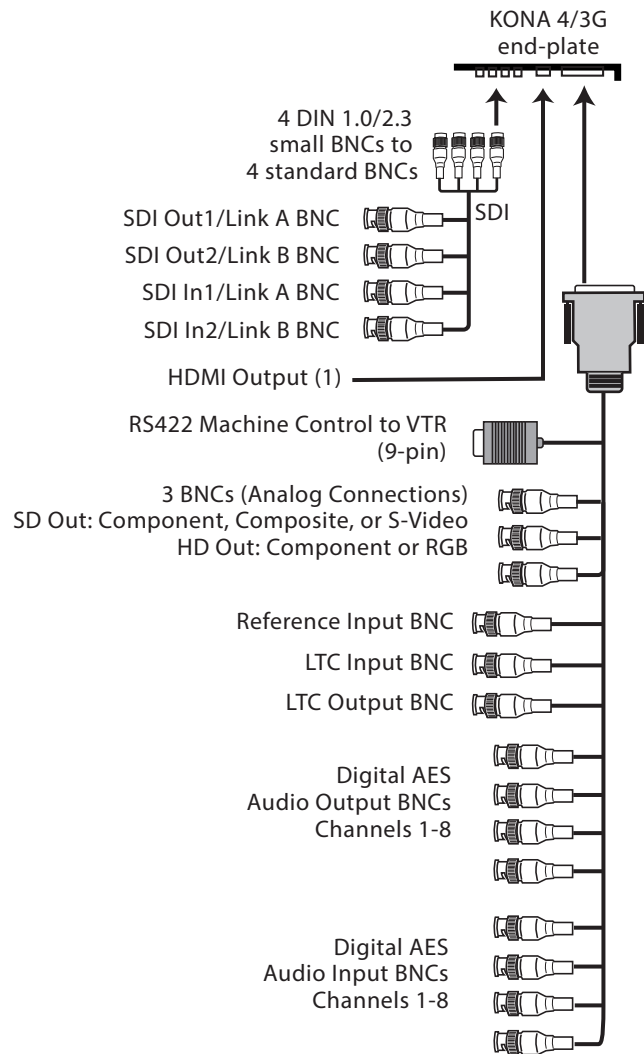 KONA 4/3G
end-plate
4 DIN 1.0/2.3
small BNCs to
4 standard BNCs
SDI
SDI Out1/Link A BNC
SDI Out2/Link B BNC
SDI In1/Link A BNC
SDI In2/Link B BNC
HDMI Output (1)
RS422 Machine Control to VTR
(9-pin)
3 BNCs (Analog Connections)
SD Out: Component, Composite, or S-Video
HD Out: Component or RGB
Reference Input BNC
LTC Input BNC
LTC Output BNC
Digital AES
Audio Output BNCs
Channels 1-8
Digital AES
Audio Input BNCs
Channels 1-8